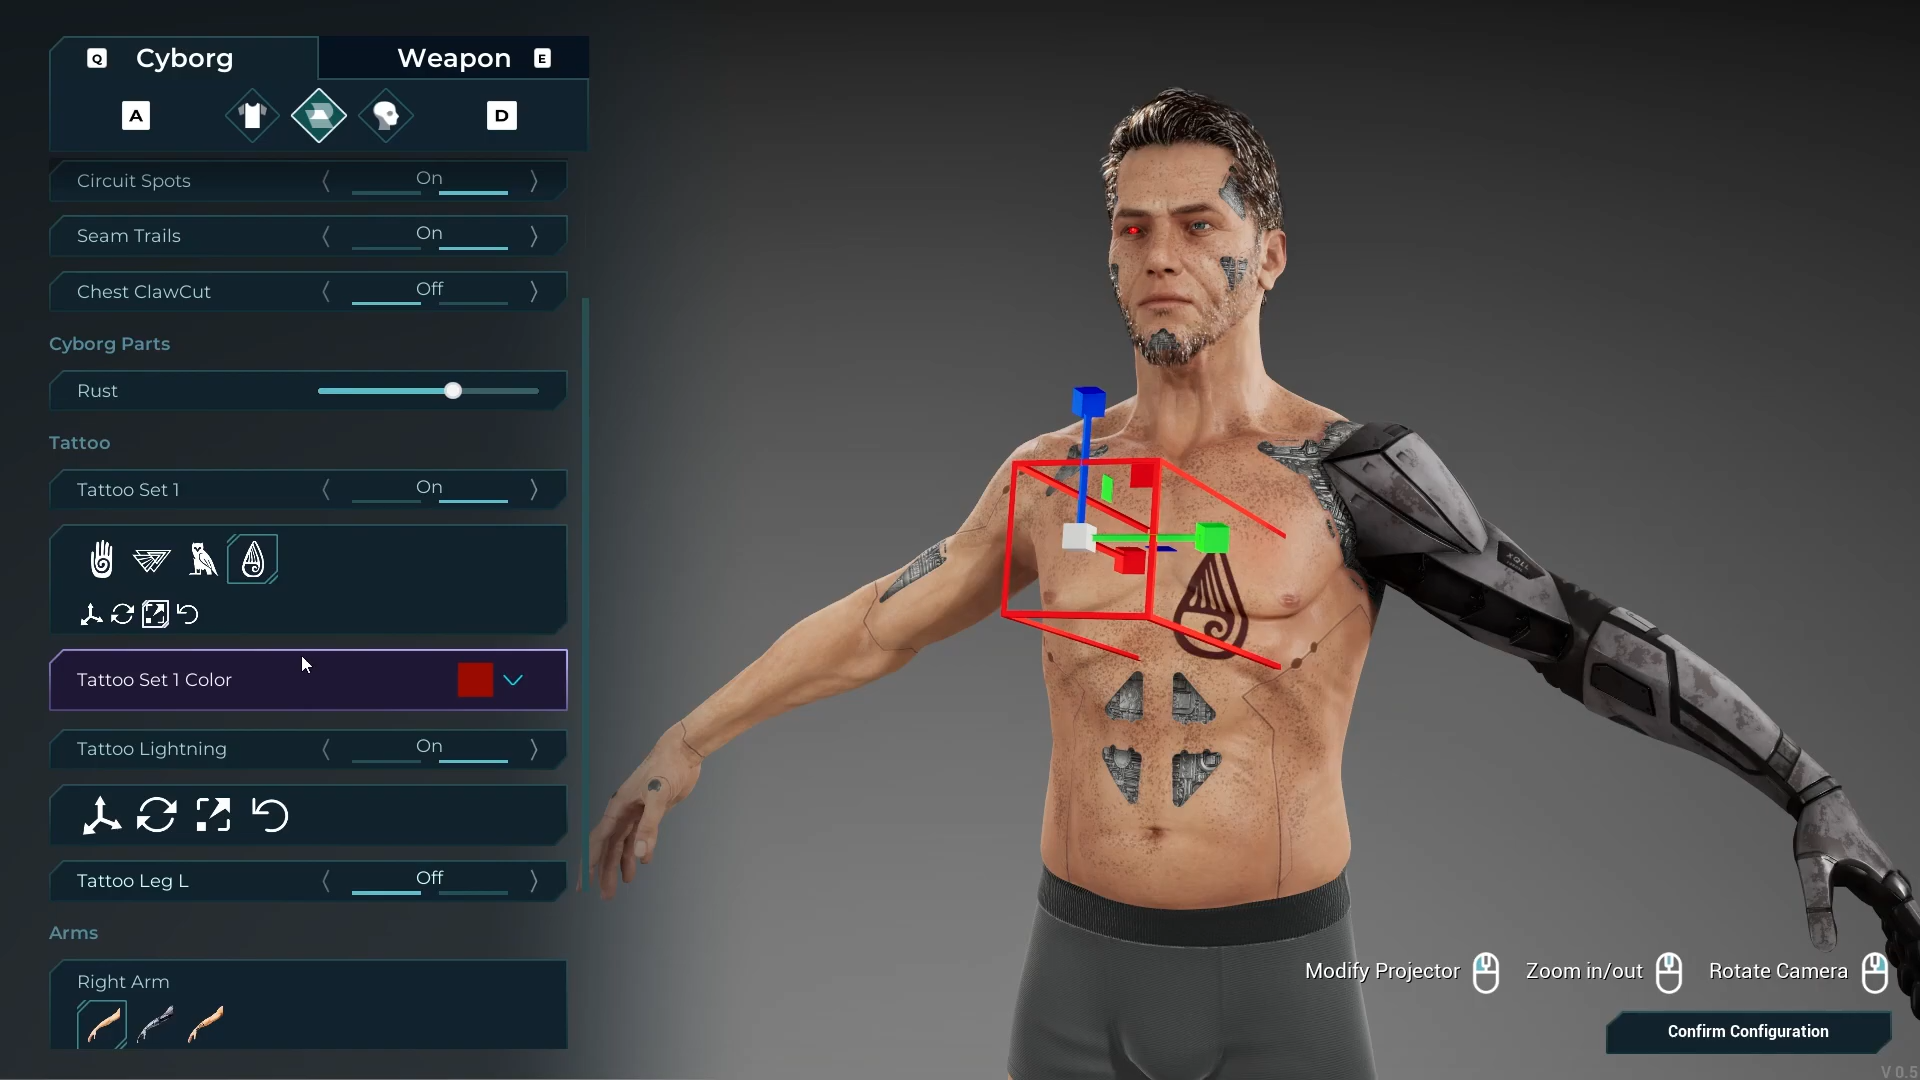 Q Cyborg Weapon E
A D
Circuit Spots On
Seam Trails On
Chest ClawCut Off
Cyborg Parts
Rust
Tattoo
Tattoo Set 1 On
Tattoo Set 1 Color
Tattoo Lightning On
Tattoo Leg L Off
Arms
Right Arm
Modify Projector Zoom in/out Rotate Camera
Confirm Configuration
V 0.5